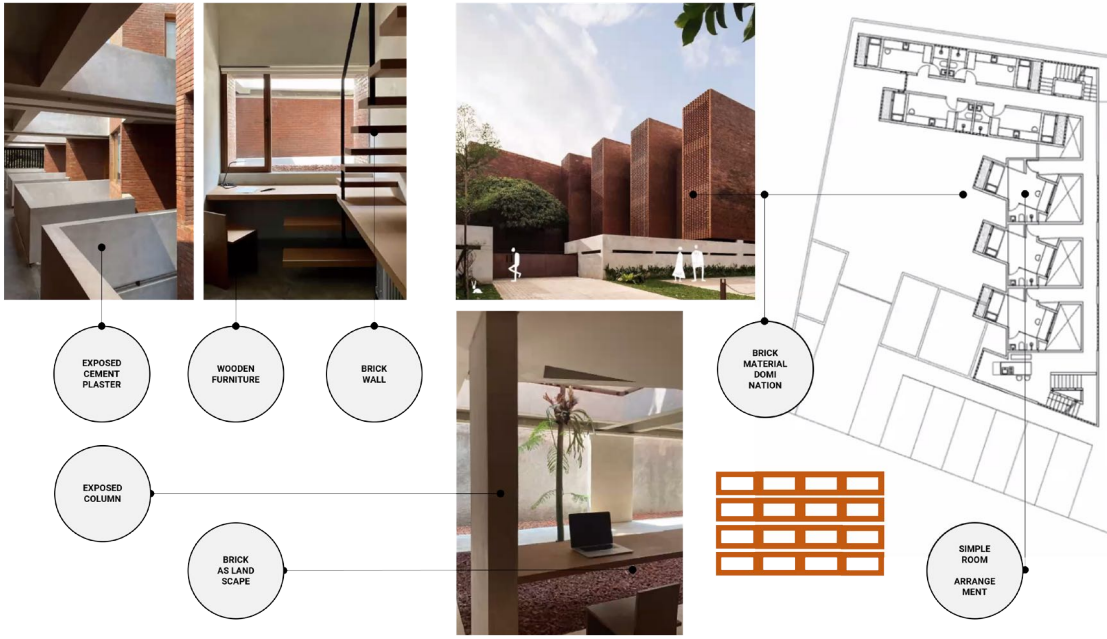 EXPOSED
CEMENT
PLASTER
WOODEN
FURNITURE
BRICK
WALL
BRICK
MATERIAL
DOMI
NATION
EXPOSED
COLUMN
BRICK
AS LAND
SCAPE
SIMPLE
ROOM
ARRANGE
MENT